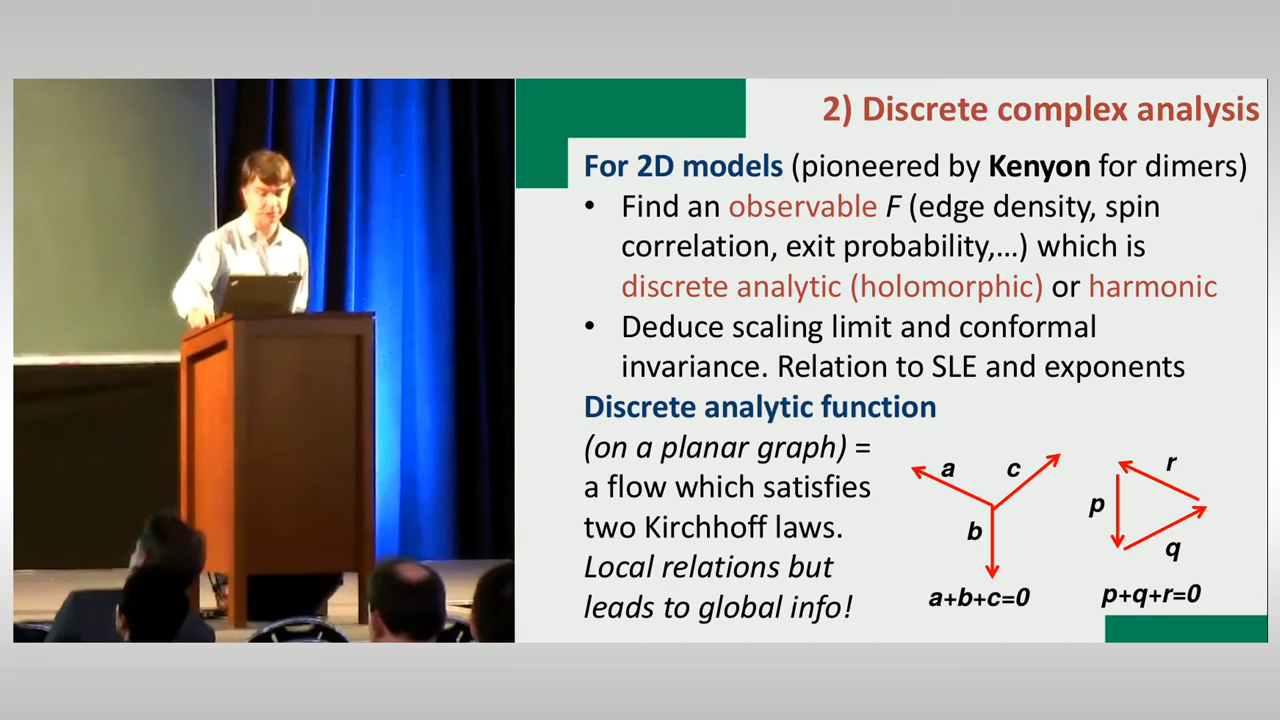 2) Discrete complex analysis
For 2D models (pioneered by Kenyon for dimers)
• Find an observable F (edge density, spin
correlation, exit probability,...) which is
discrete analytic (holomorphic) or harmonic
• Deduce scaling limit and conformal
invariance. Relation to SLE and exponents
Discrete analytic function
(on a planar graph) =
a flow which satisfies
two Kirchhoff laws.
Local relations but
leads to global info!
a
c
b
a+b+c=0
r
p
q
p+q+r=0